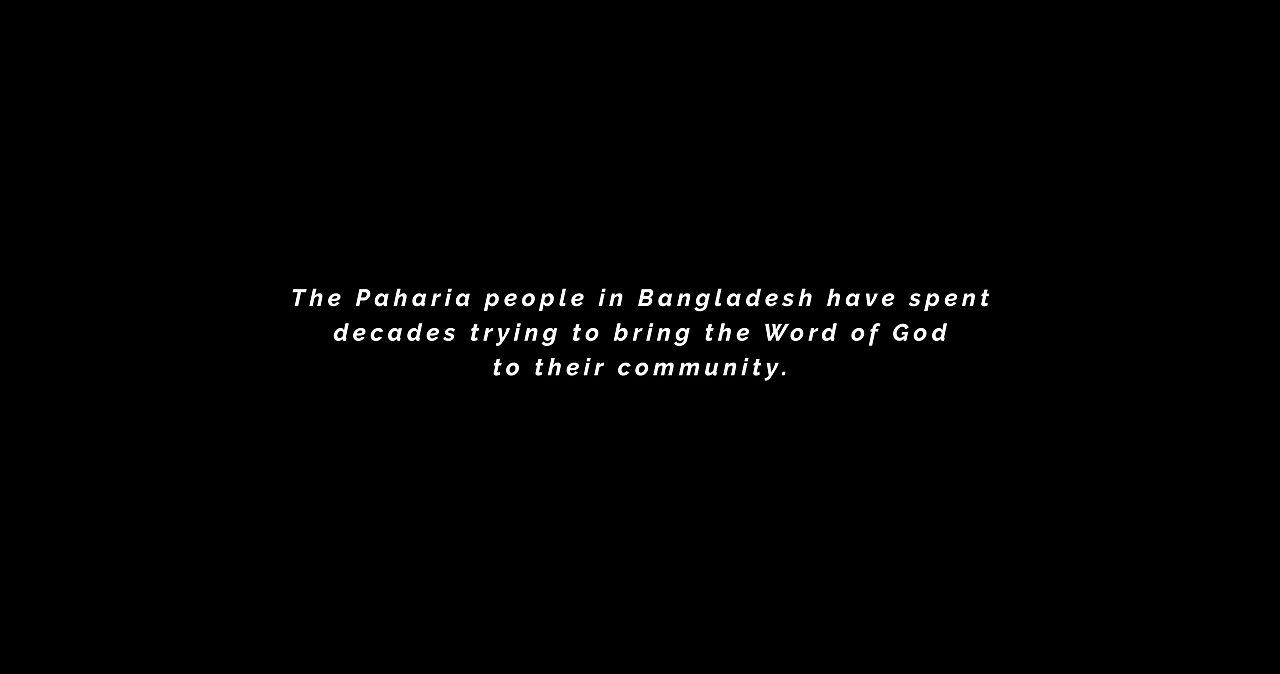 The Paharia people in Bangladesh have spent
decades trying to bring the Word of God
to their community.